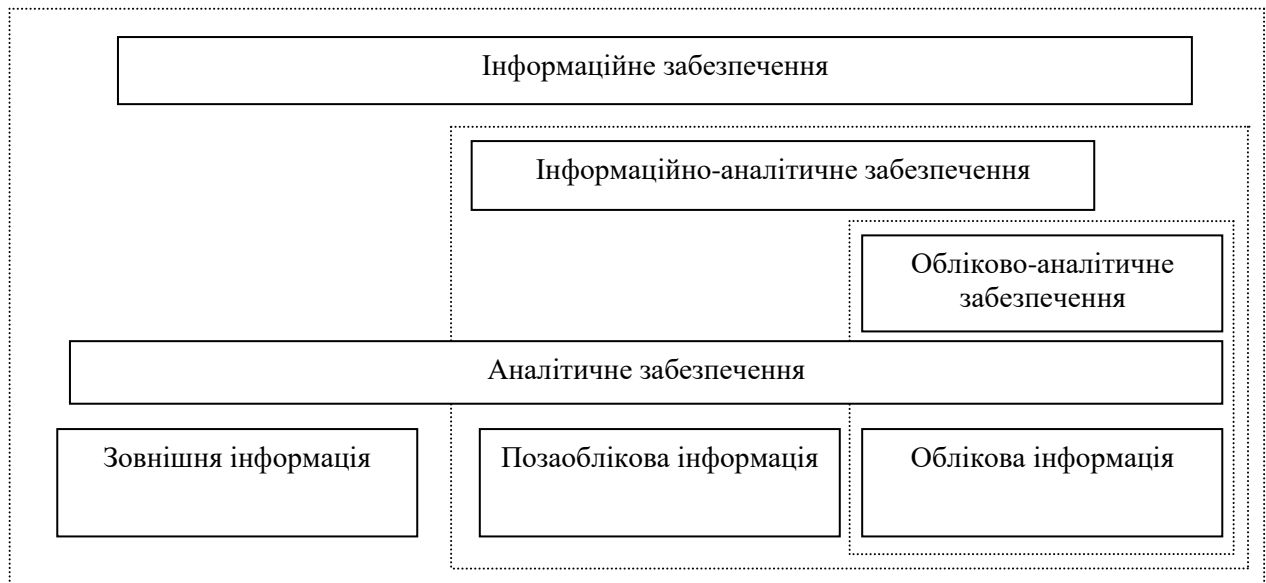 Інформаційне забезпечення
Інформаційно-аналітичне забезпечення
Обліково-аналітичне
забезпечення
Аналітичне забезпечення
Зовнішня інформація
Позаоблікова інформація
Облікова інформація